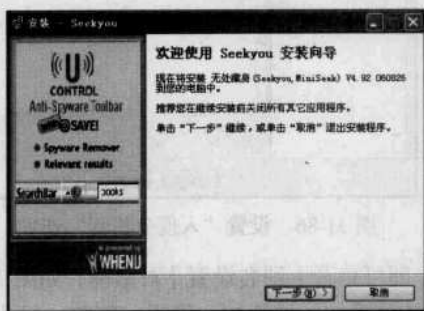 安装 - Seekyou
(U)
CONTROL
Anti-Spyware Toolbar
SAVE!
Spyware Remover
Relevant results
SearchBar
WHENU
欢迎使用 Seekyou 安装向导
现在将安装 无处藏身 (Seekyou, MiniSeek) V4.92 060826
到您的电脑中。
推荐您在继续安装前关闭所有其它应用程序。
单击“下一步”继续，或单击“取消”退出安装程序。
下一步(N) >
取消